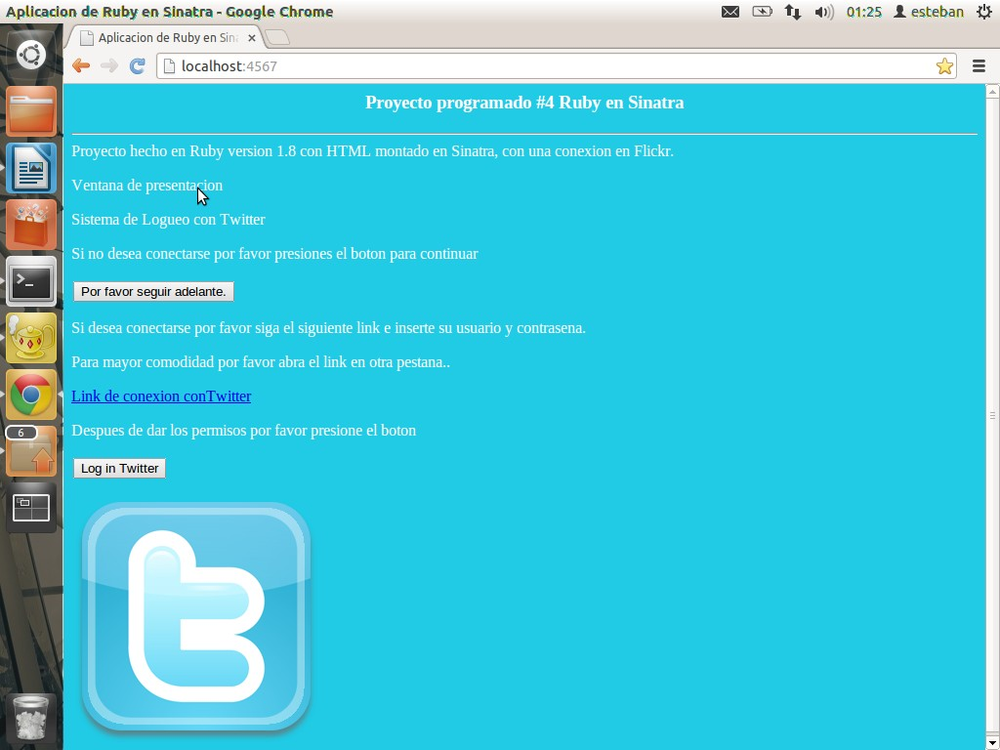 Aplicacion de Ruby en Sinatra - Google Chrome
01:25 esteban
Aplicacion de Ruby en Sin
localhost:4567
Proyecto programado #4 Ruby en Sinatra
Proyecto hecho en Ruby version 1.8 con HTML montado en Sinatra, con una conexion en Flickr.
Ventana de presentacion
Sistema de Logueo con Twitter
Si no desea conectarse por favor presiones el boton para continuar
Por favor seguir adelante.
Si desea conectarse por favor siga el siguiente link e inserte su usuario y contrasena.
Para mayor comodidad por favor abra el link en otra pestana..
Link de conexion conTwitter
Despues de dar los permisos por favor presione el boton
6
Log in Twitter
t